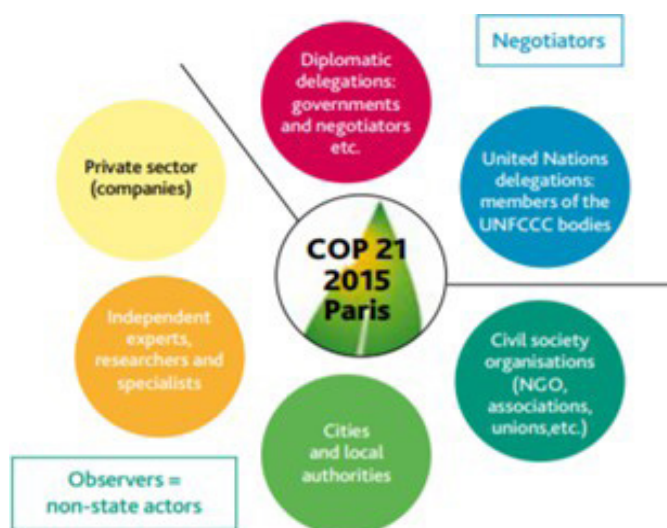 Negotiators
Diplomatic
delegations:
governments
and negotiators
etc.
Private sector
(companies)
United Nations
delegations:
members of the
UNFCCC bodies
COP 21
2015
Paris
Independent
experts,
researchers and
specialists
Civil society
organisations
(NGO,
associations,
unions,etc.)
Cities
and local
authorities
Observers =
non-state actors